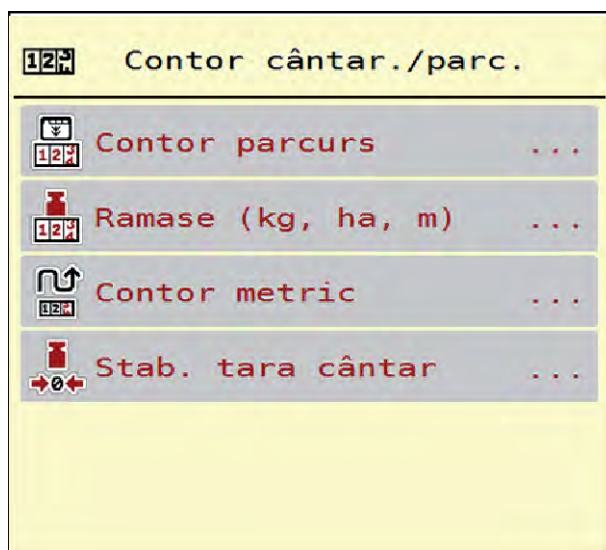 Contor cântar./parc.
Contor parcurs ...
Ramase (kg, ha, m) ...
Contor metric ...
Stab. tara cântar ...